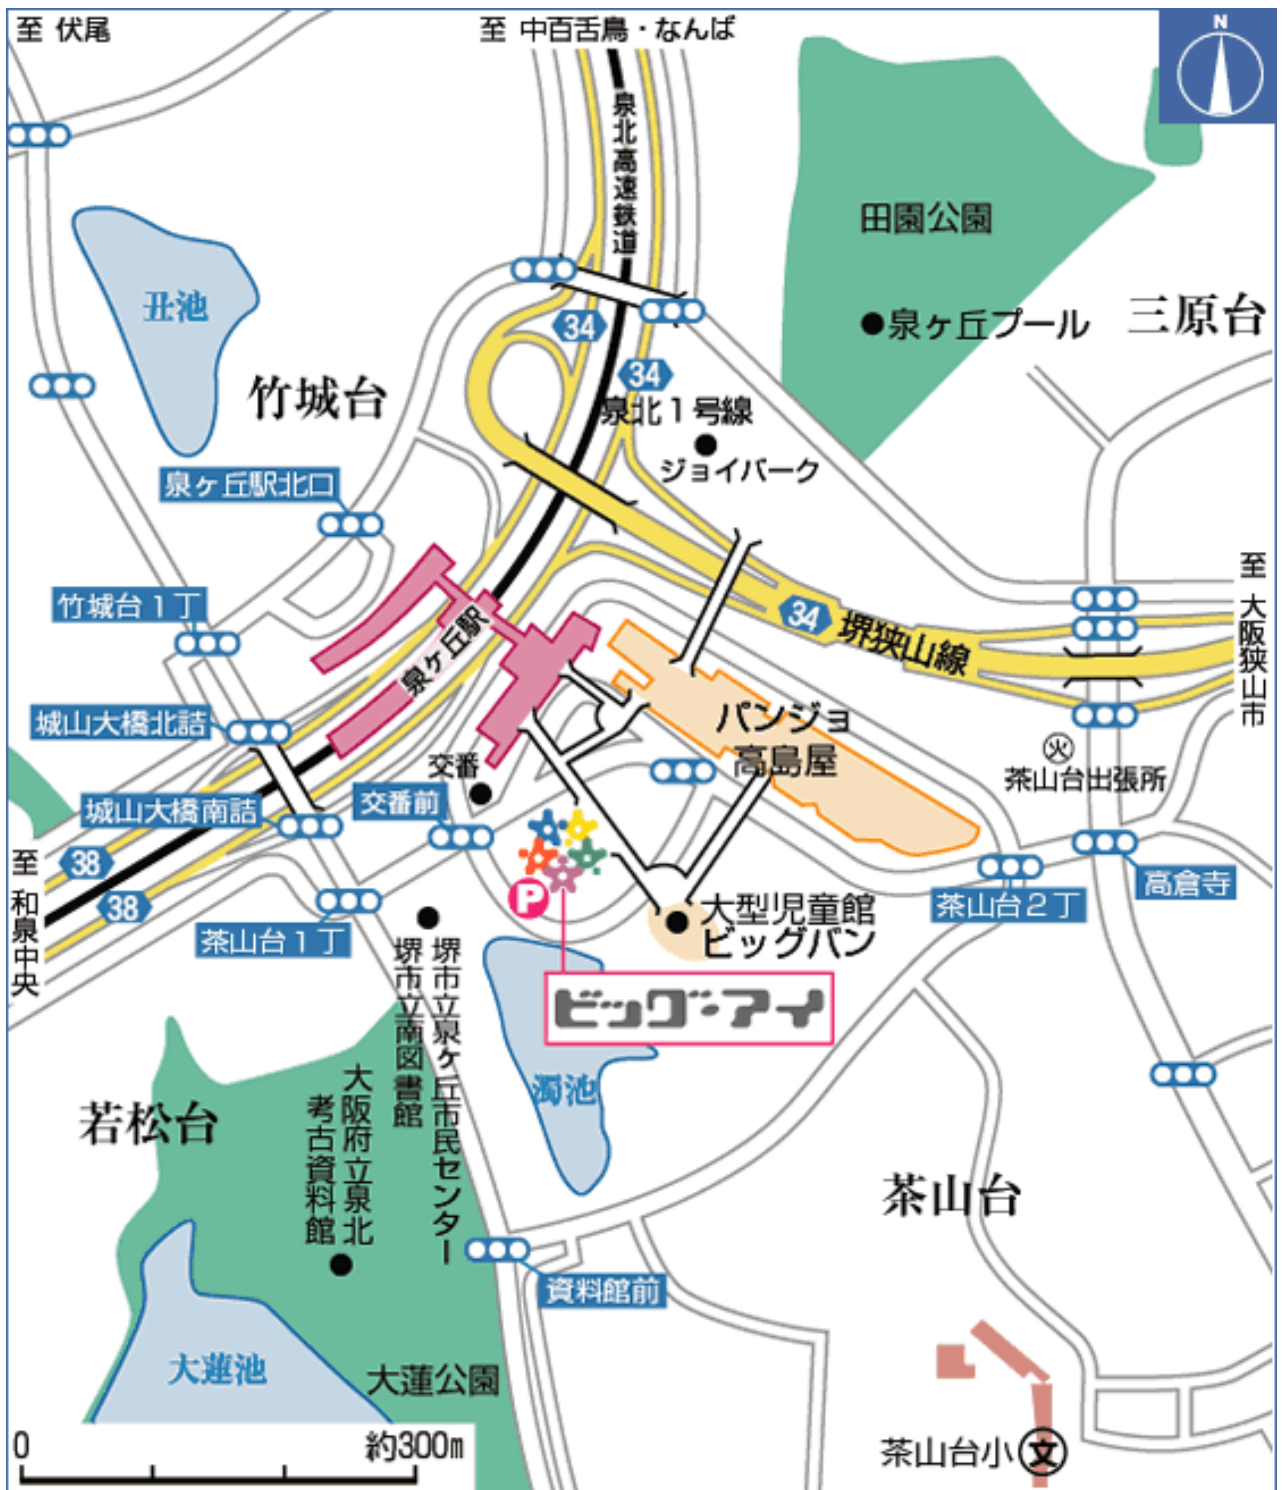 至 伏尾
至 中百舌鳥・なんば
N
泉北高速鉄道
田園公園
丑池
34
泉ヶ丘プール
三原台
34
竹城台
泉北1号線
ジョイパーク
泉ヶ丘駅北口
至 大阪狭山市
竹城台1丁
34
堺狭山線
泉ヶ丘駅
城山大橋北詰
パンジョ
高島屋
火
茶山台出張所
交番
城山大橋南詰
交番前
至 和泉中央
38
38
高倉寺
P
茶山台2丁
大型児童館
ビッグバン
茶山台1丁
堺市立泉ヶ丘市民センター
堺市立南図書館
ビッグ・アイ
濁池
若松台
大阪府立泉北
考古資料館
茶山台
資料館前
大蓮池
大蓮公園
0
約300m
茶山台小
文